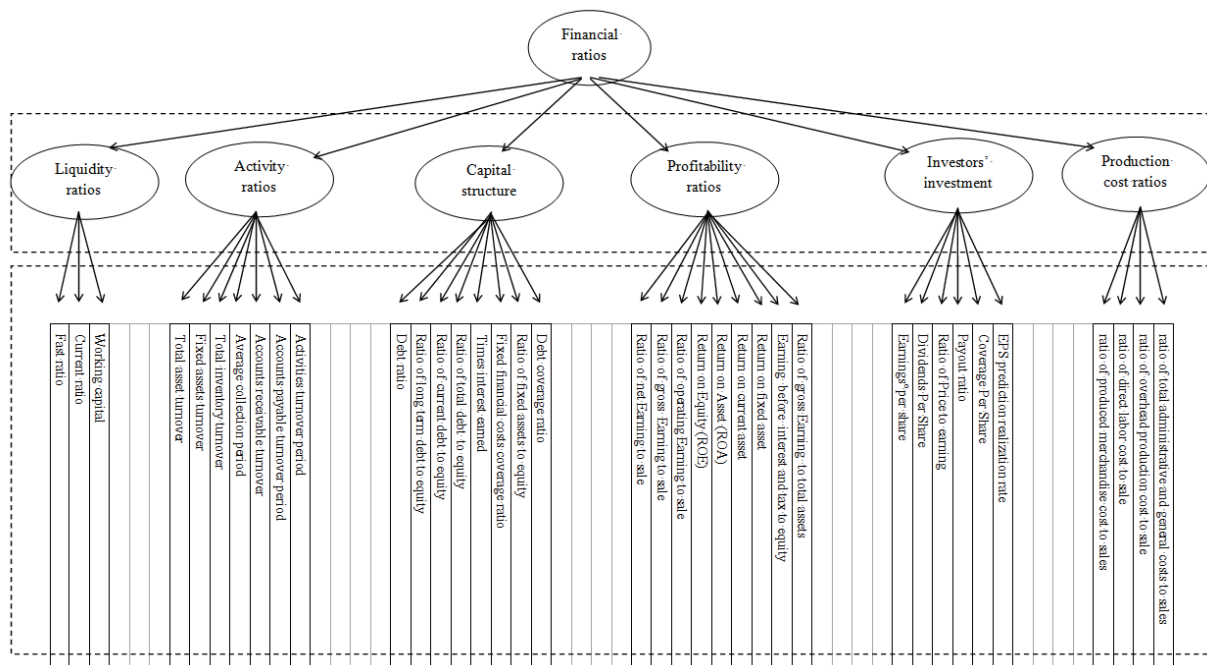 Financial
ratios
Liquidity
ratios
Activity
ratios
Capital
structure
Profitability
ratios
Investors'
investment
Production
cost ratios
Fast ratio
Current ratio
Working capital
Total asset turnover
Fixed assets turnover
Total inventory turnover
Average collection period
Accounts receivable turnover
Accounts payable turnover period
Activities turnover period
Debt ratio
Ratio of long term debt to equity
Ratio of current debt to equity
Ratio of total debt to equity
Times interest earned
Fixed financial costs coverage ratio
Ratio of fixed assets to equity
Debt coverage ratio
Ratio of net Earning to sale
Ratio of gross Earning to sale
Ratio of operating Earning to sale
Return on Equity (ROE)
Return on Asset (ROA)
Return on current asset
Return on fixed asset
Earning before interest and tax to equity
Ratio of gross Earning to total assets
Earnings per share
Dividends Per Share
Ratio of Price to earning
Payout ratio
Coverage Per Share
EPS prediction realization rate
ratio of produced merchandise cost to sales
ratio of direct labor cost to sale
ratio of overhead production cost to sale
ratio of total administrative and general costs to sales